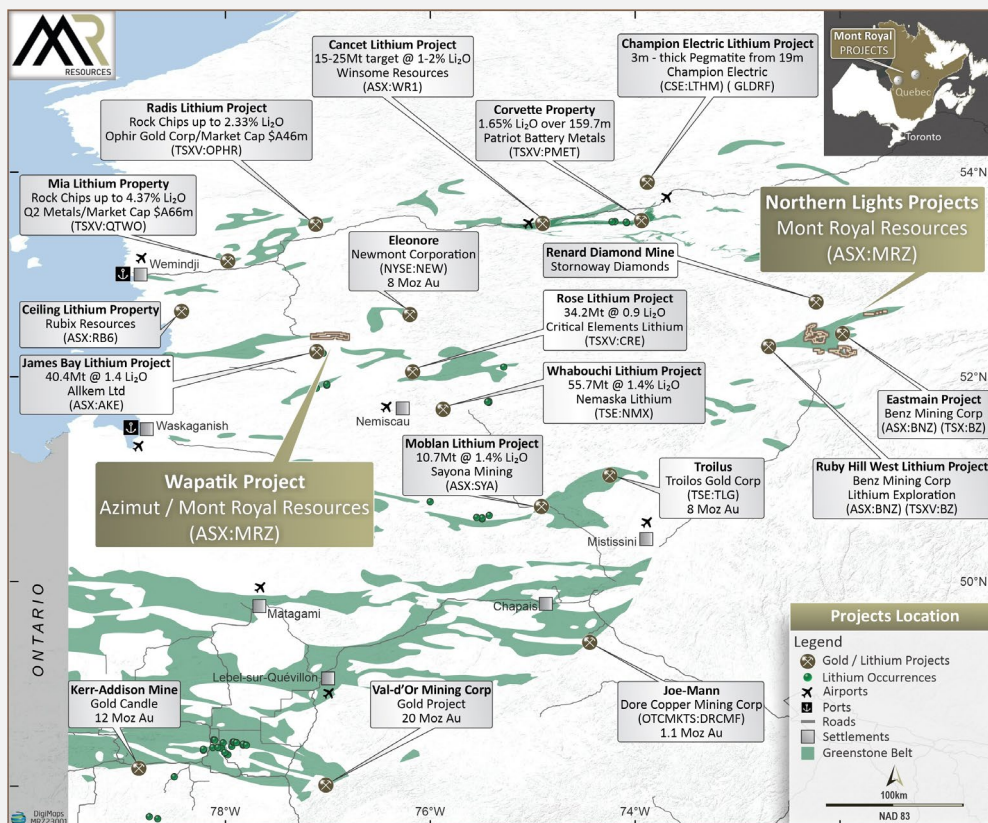 MR
RESOURCES
Cancet Lithium Project
15-25Mt target @ 1-2% Li₂O
Winsome Resources
(ASX:WR1)
Champion Electric Lithium Project
3m - thick Pegmatite from 19m
Champion Electric
(CSE:LTHM) ( GLDRF)
Mont Royal
PROJECTS
Quebec
Toronto
Radis Lithium Project
Rock Chips up to 2.33% Li₂O
Ophir Gold Corp/Market Cap $A46m
(TSXV:OPHR)
Corvette Property
1.65% Li₂O over 159.7m
Patriot Battery Metals
(TSXV:PMET)
54°N
Mia Lithium Property
Rock Chips up to 4.37% Li₂O
Q2 Metals/Market Cap $A66m
(TSXV:QTWO)
Northern Lights Projects
Mont Royal Resources
(ASX:MRZ)
Eleonore
Newmont Corporation
(NYSE:NEW)
8 Moz Au
Renard Diamond Mine
Stornoway Diamonds
Wemindji
Ceiling Lithium Property
Rubix Resources
(ASX:RB6)
Rose Lithium Project
34.2Mt @ 0.9 Li₂O
Critical Elements Lithium
(TSXV:CRE)
James Bay Lithium Project
40.4Mt @ 1.4 Li₂O
Allkem Ltd
(ASX:AKE)
Whabouchi Lithium Project
55.7Mt @ 1.4% Li₂O
Nemaska Lithium
(TSE:NMX)
52°N
Eastmain Project
Benz Mining Corp
(ASX:BNZ) (TSX:BZ)
Nemiscau
Waskaganish
Moblan Lithium Project
10.7Mt @ 1.4% Li₂O
Sayona Mining
(ASX:SYA)
Wapatik Project
Azimut / Mont Royal Resources
(ASX:MRZ)
Troilus
Troilos Gold Corp
(TSE:TLG)
8 Moz Au
Ruby Hill West Lithium Project
Benz Mining Corp
Lithium Exploration
(ASX:BNZ) (TSXV:BZ)
Mistissini
50°N
ONTARIO
Matagami
Chapais
Lebel-sur-Quévillon
Kerr-Addison Mine
Gold Candle
12 Moz Au
Val-d'Or Mining Corp
Gold Project
20 Moz Au
Joe-Mann
Dore Copper Mining Corp
(OTCMKTS:DRCMF)
1.1 Moz Au
Projects Location
Legend
Gold / Lithium Projects
Lithium Occurrences
Airports
Ports
Roads
Settlements
Greenstone Belt
100km
NAD 83
78°W
76°W
74°W
DigiMaps
MRZ23001